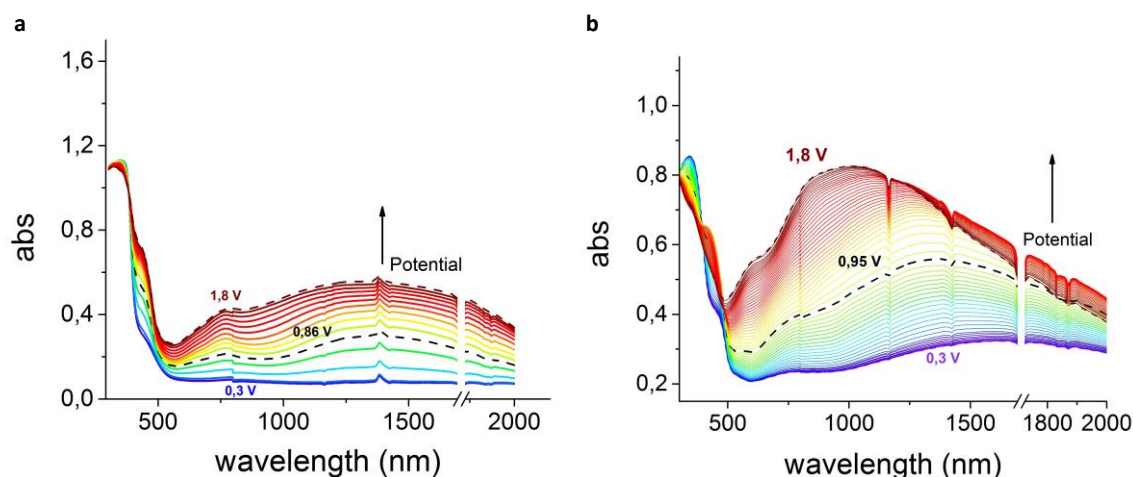 a
1,6
1,2
0,8
0,4
0,0
abs
500
1000
1500
2000
wavelength (nm)
Potential
1,8 V
0,86 V
0,3 V
b
1,0
0,8
0,6
0,4
0,2
abs
500
1000
1500
1800
2000
wavelength (nm)
1,8 V
Potential
0,95 V
0,3 V